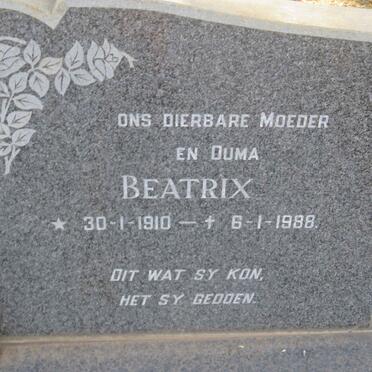 ONS DIERBARE MOEDER
EN OUMA
BEATRIX
★ 30-1-1910 — ✝ 6-1-1988.
DIT WAT SY KON,
HET SY GEDOEN.